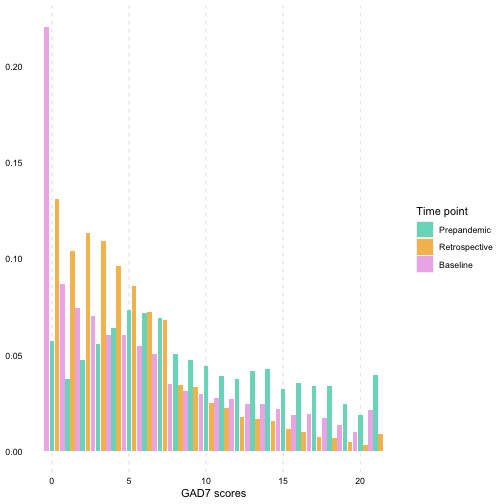 0.20
0.15
0.10
0.05
0.00
0 5 10 15 20
GAD7 scores
Time point
Prepandemic
Retrospective
Baseline